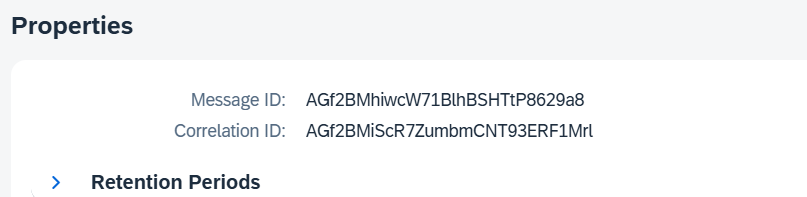 Properties
Message ID: AGf2BMhiwcW71BlhBSHTtP8629a8
Correlation ID: AGf2BMiScR7ZumbmCNT93ERF1Mrl
Retention Periods